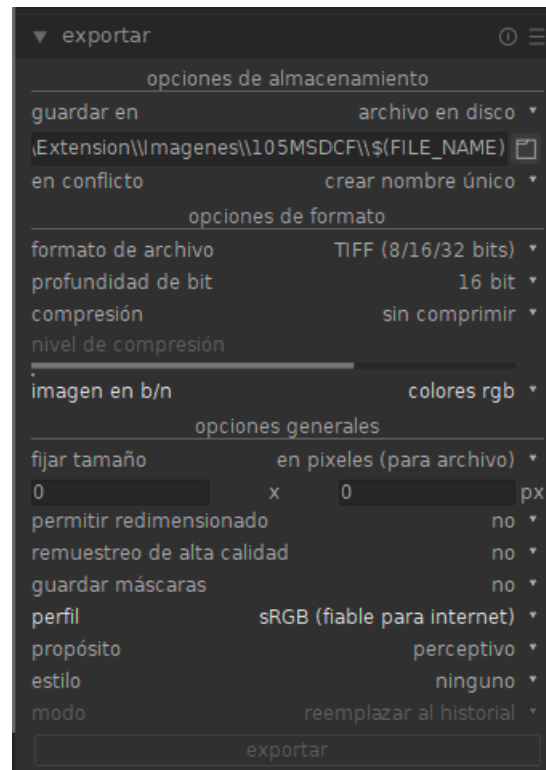 exportar
opciones de almacenamiento
guardar en archivo en disco
\Extension\\Imagenes\\105MSDCF\\$(FILE_NAME)
en conflicto crear nombre único
opciones de formato
formato de archivo TIFF (8/16/32 bits)
profundidad de bit 16 bit
compresión sin comprimir
nivel de compresión
imagen en b/n colores rgb
opciones generales
fijar tamaño en pixeles (para archivo)
0 x 0 px
permitir redimensionado no
remuestreo de alta calidad no
guardar máscaras no
perfil sRGB (fiable para internet)
propósito perceptivo
estilo ninguno
modo reemplazar al historial
exportar